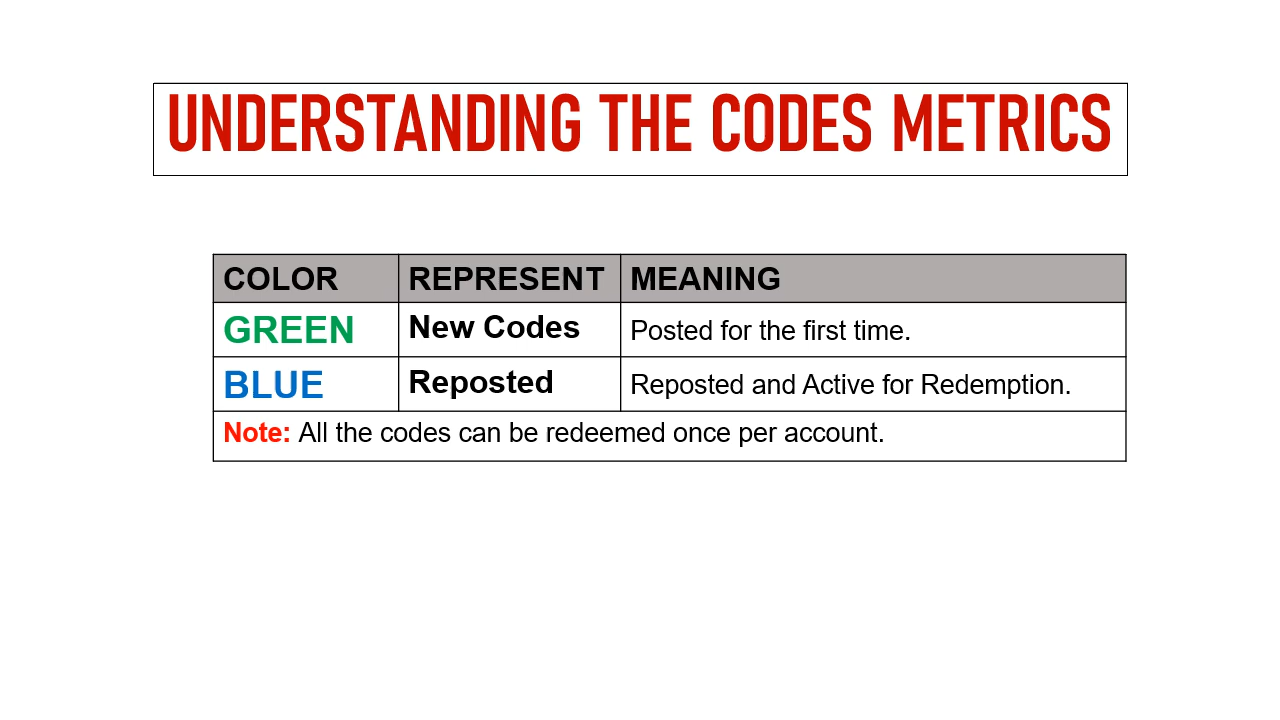 UNDERSTANDING THE CODES METRICS
COLOR REPRESENT MEANING
GREEN New Codes Posted for the first time.
BLUE Reposted Reposted and Active for Redemption.
Note: All the codes can be redeemed once per account.